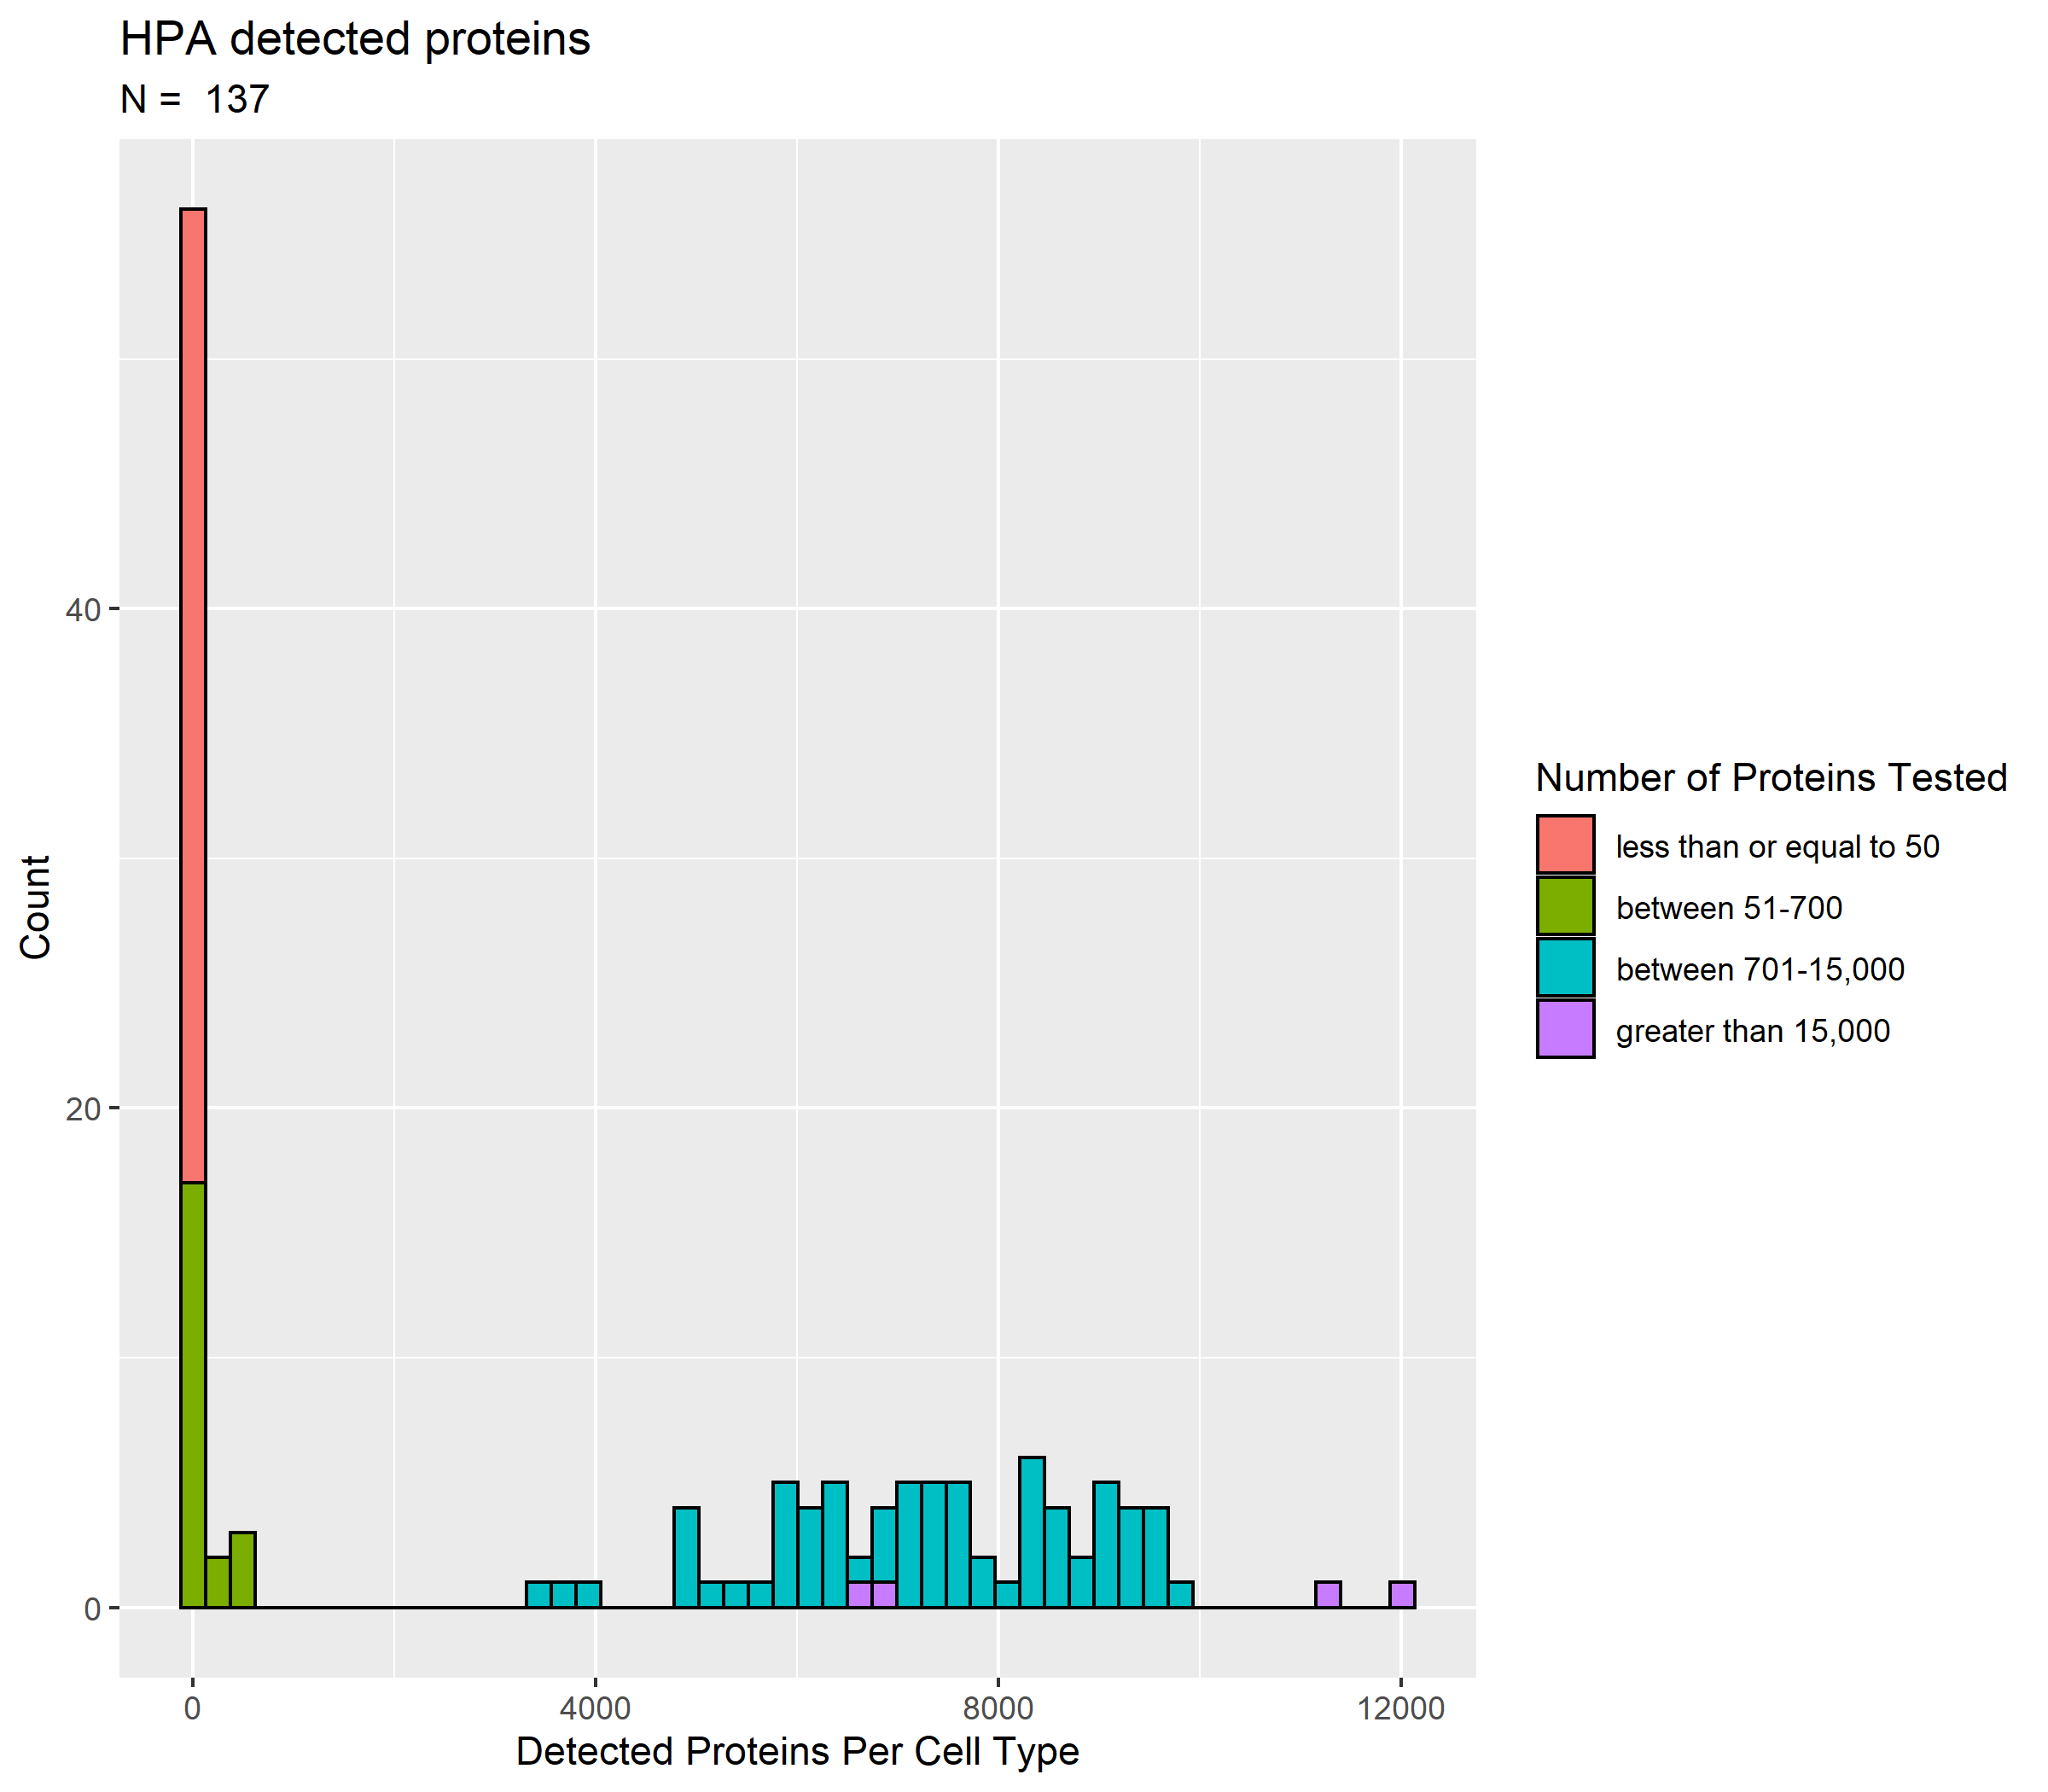 HPA detected proteins
N =  137
Count
40
20
0
0 4000 8000 12000
Detected Proteins Per Cell Type
Number of Proteins Tested
less than or equal to 50
between 51-700
between 701-15,000
greater than 15,000